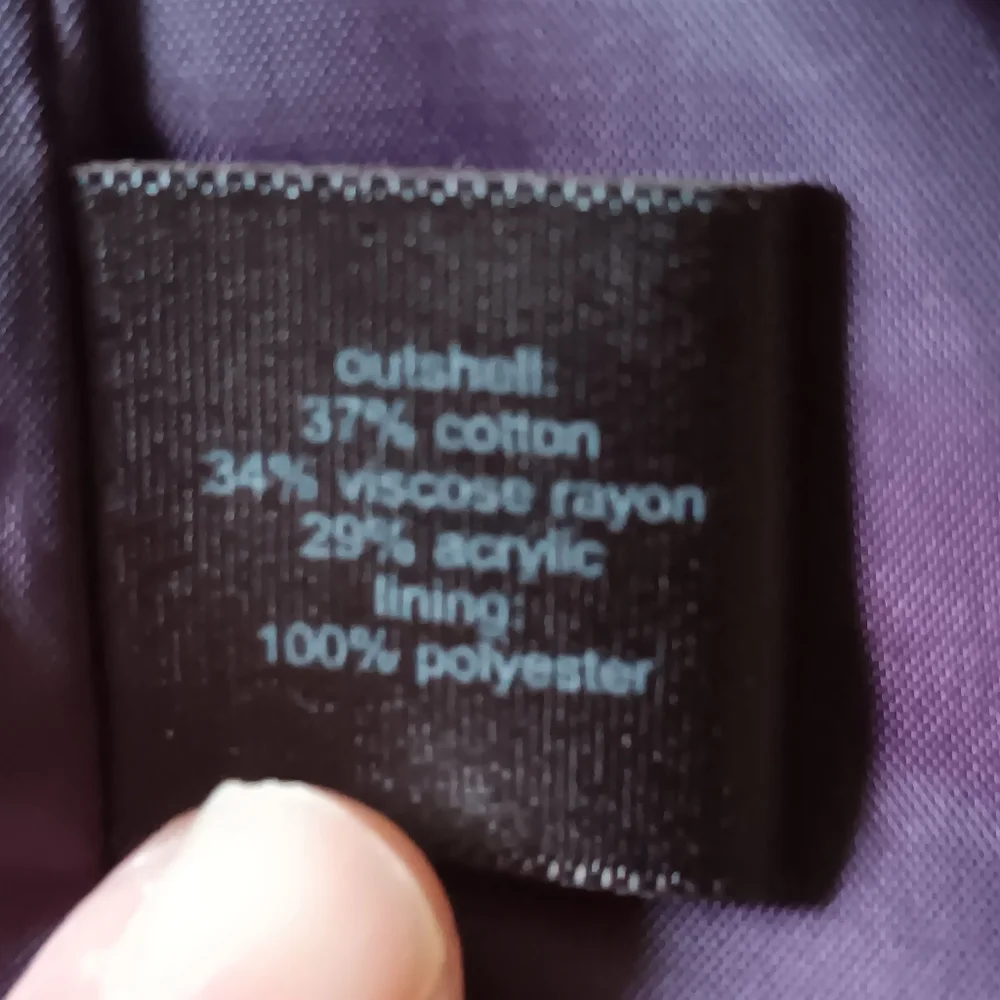 outshell:
37% cotton
34% viscose rayon
29% acrylic
lining:
100% polyester